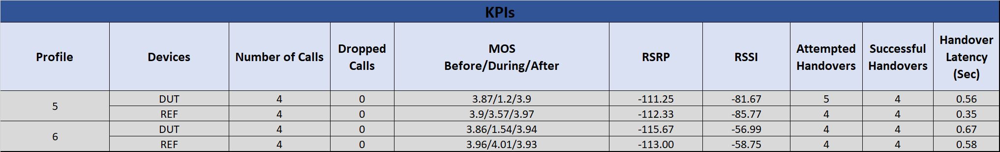 KPIs
Profile Devices Number of Calls Dropped Calls MOS Before/During/After RSRP RSSI Attempted Handovers Successful Handovers Handover Latency (Sec)
5 DUT 4 0 3.87/1.2/3.9 -111.25 -81.67 5 4 0.56
REF 4 0 3.9/3.57/3.97 -112.33 -85.77 4 4 0.35
6 DUT 4 0 3.86/1.54/3.94 -115.67 -56.99 4 4 0.67
REF 4 0 3.96/4.01/3.93 -113.00 -58.75 4 4 0.58